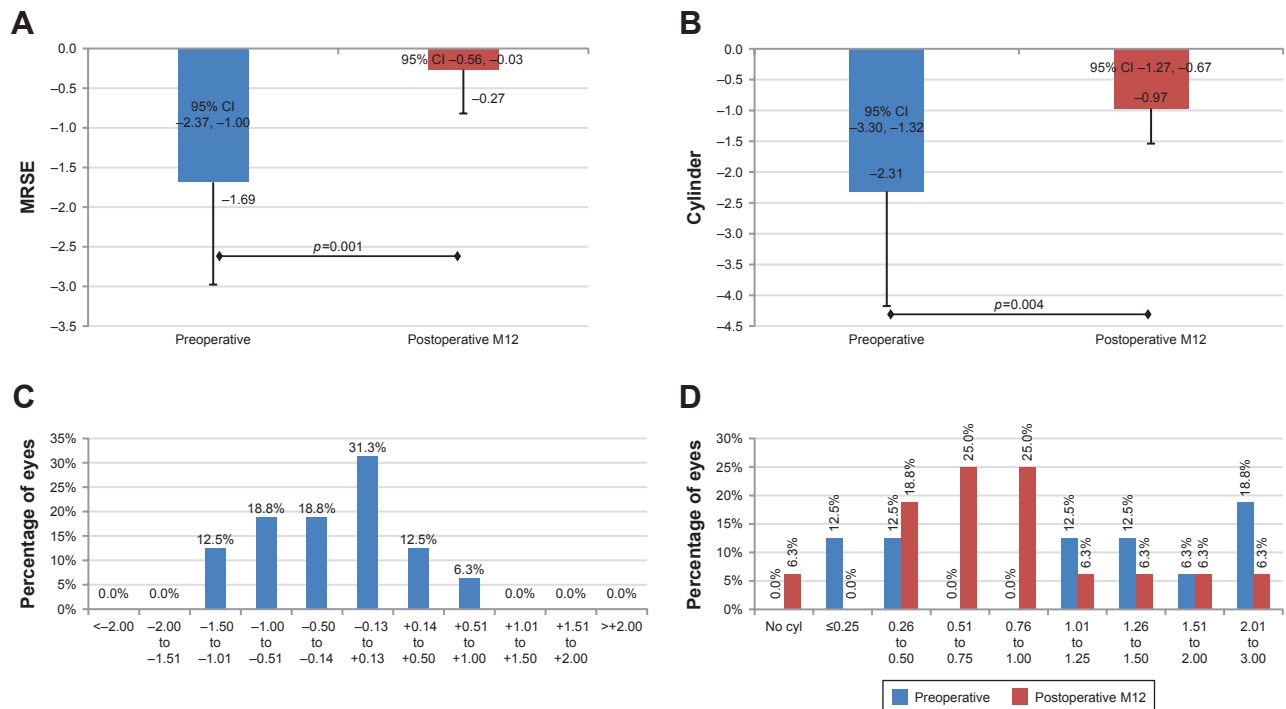 A
0.0
–0.5
–1.0
–1.5
–2.0
–2.5
–3.0
–3.5
MRSE
95% CI
–2.37, –1.00
–1.69
95% CI –0.56, –0.03
–0.27
p=0.001
Preoperative
Postoperative M12
B
0.0
–0.5
–1.0
–1.5
–2.0
–2.5
–3.0
–3.5
–4.0
–4.5
Cylinder
95% CI
–3.30, –1.32
–2.31
95% CI –1.27, –0.67
–0.97
p=0.004
Preoperative
Postoperative M12
C
Percentage of eyes
35%
30%
25%
20%
15%
10%
5%
0%
0.0%
0.0%
12.5%
18.8%
18.8%
31.3%
12.5%
6.3%
0.0%
0.0%
0.0%
<–2.00
–2.00
to
–1.51
–1.50
to
–1.01
–1.00
to
–0.51
–0.50
to
–0.14
–0.13
to
+0.13
+0.14
to
+0.50
+0.51
to
+1.00
+1.01
to
+1.50
+1.51
to
+2.00
>+2.00
D
Percentage of eyes
30%
25%
20%
15%
10%
5%
0%
0.0%
6.3%
12.5%
0.0%
12.5%
18.8%
0.0%
25.0%
0.0%
25.0%
12.5%
6.3%
12.5%
6.3%
6.3%
6.3%
18.8%
6.3%
No cyl
≤0.25
0.26
to
0.50
0.51
to
0.75
0.76
to
1.00
1.01
to
1.25
1.26
to
1.50
1.51
to
2.00
2.01
to
3.00
Preoperative
Postoperative M12